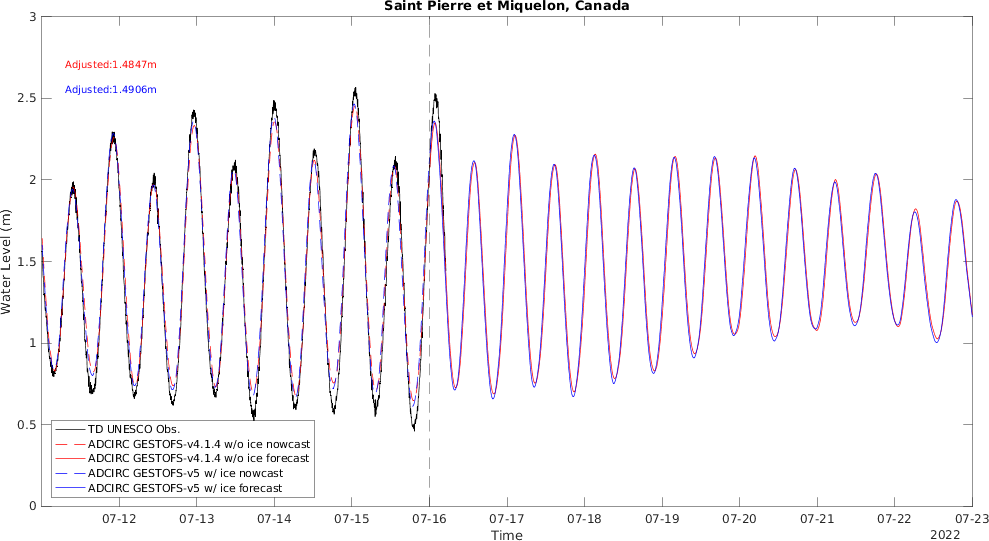 Saint Pierre et Miquelon, Canada
3
Adjusted:1.4847m
Adjusted:1.4906m
2.5
2
1.5
1
0.5
0
Water Level (m)
TD UNESCO Obs.
ADCIRC GESTOFS-v4.1.4 w/o ice nowcast
ADCIRC GESTOFS-v4.1.4 w/o ice forecast
ADCIRC GESTOFS-v5 w/ ice nowcast
ADCIRC GESTOFS-v5 w/ ice forecast
07-12 07-13 07-14 07-15 07-16 07-17 07-18 07-19 07-20 07-21 07-22 07-23
Time
2022